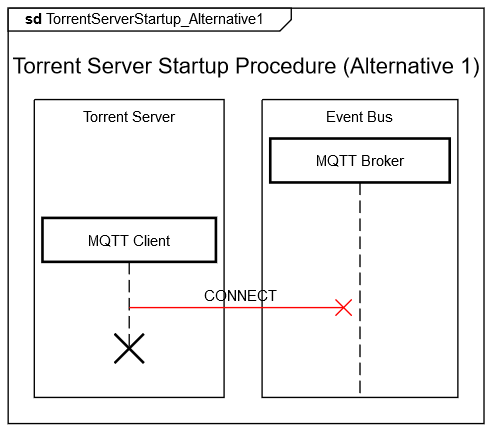 sd TorrentServerStartup_Alternative1
Torrent Server Startup Procedure (Alternative 1)
Torrent Server
Event Bus
MQTT Broker
MQTT Client
CONNECT